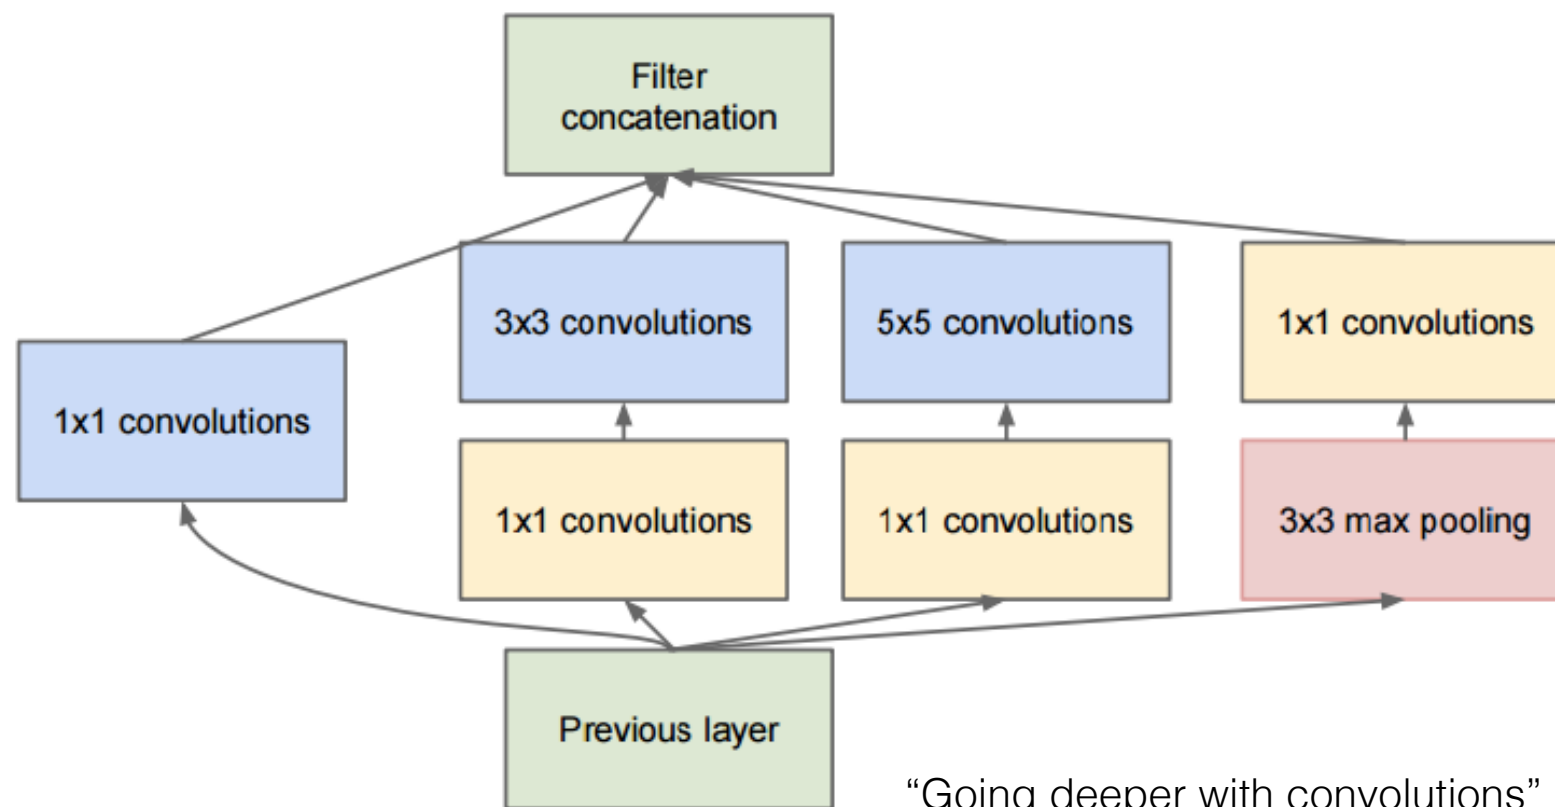 Filter
concatenation
3x3 convolutions
5x5 convolutions
1x1 convolutions
1x1 convolutions
1x1 convolutions
1x1 convolutions
3x3 max pooling
Previous layer
“Going deeper with convolutions”